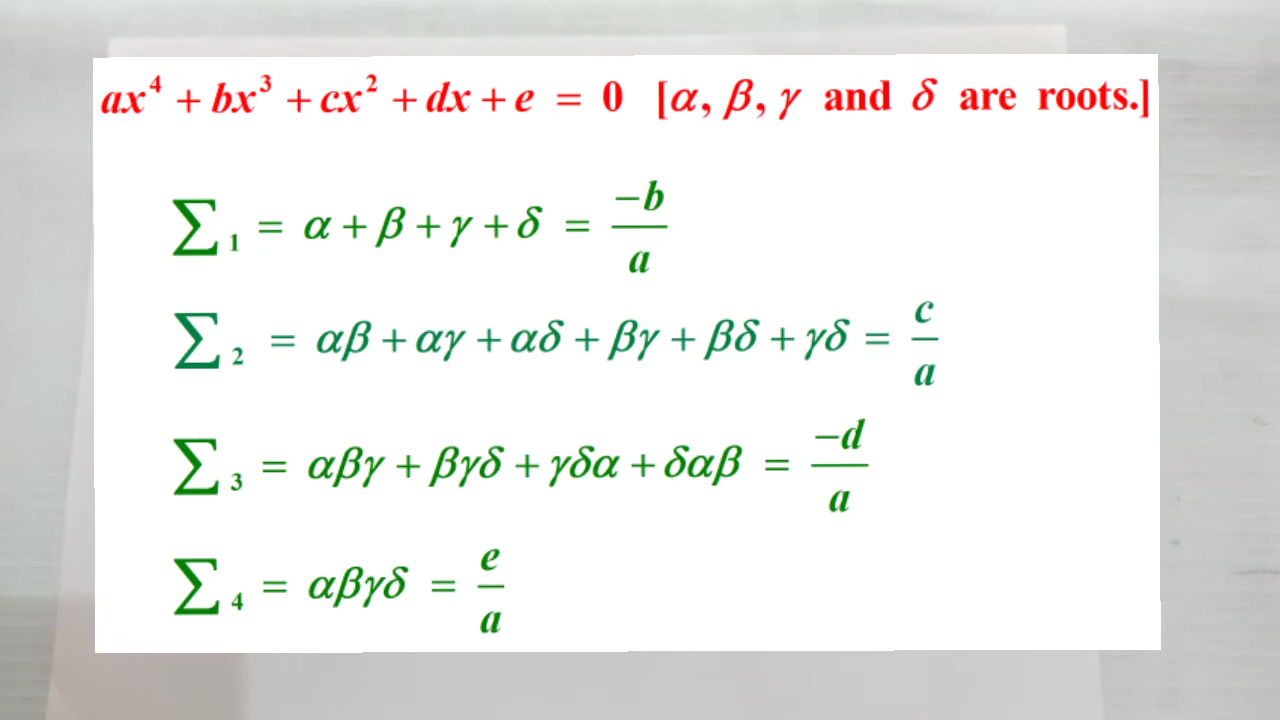 ax⁴ + bx³ + cx² + dx + e = 0 [α, β, γ and δ are roots.]
∑₁ = α + β + γ + δ = −b/a
∑₂ = αβ + αγ + αδ + βγ + βδ + γδ = c/a
∑₃ = αβγ + βγδ + γδα + δαβ = −d/a
∑₄ = αβγδ = e/a